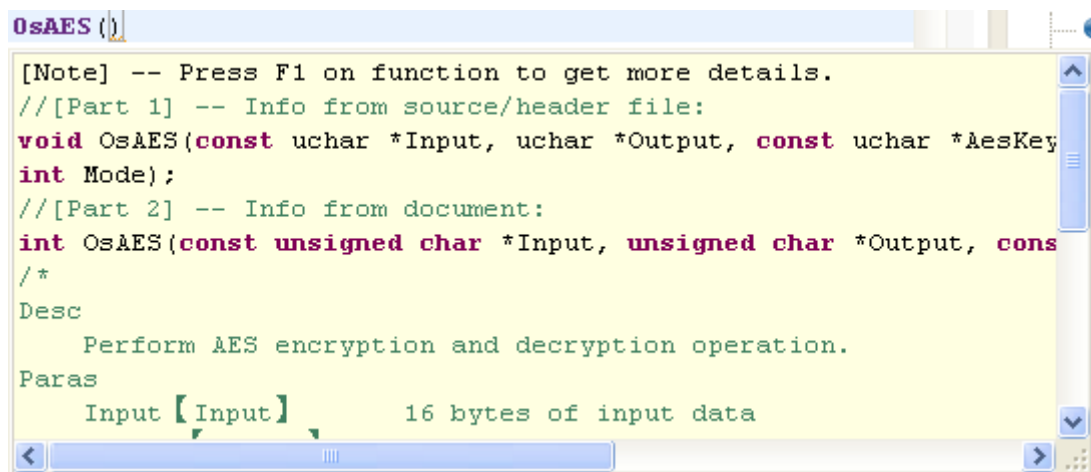 OsAES()
[Note] -- Press F1 on function to get more details.
//[Part 1] -- Info from source/header file:
void OsAES(const uchar *Input, uchar *Output, const uchar *AesKey
int Mode);
//[Part 2] -- Info from document:
int OsAES(const unsigned char *Input, unsigned char *Output, cons
/*
Desc
Perform AES encryption and decryption operation.
Paras
Input【Input】 16 bytes of input data